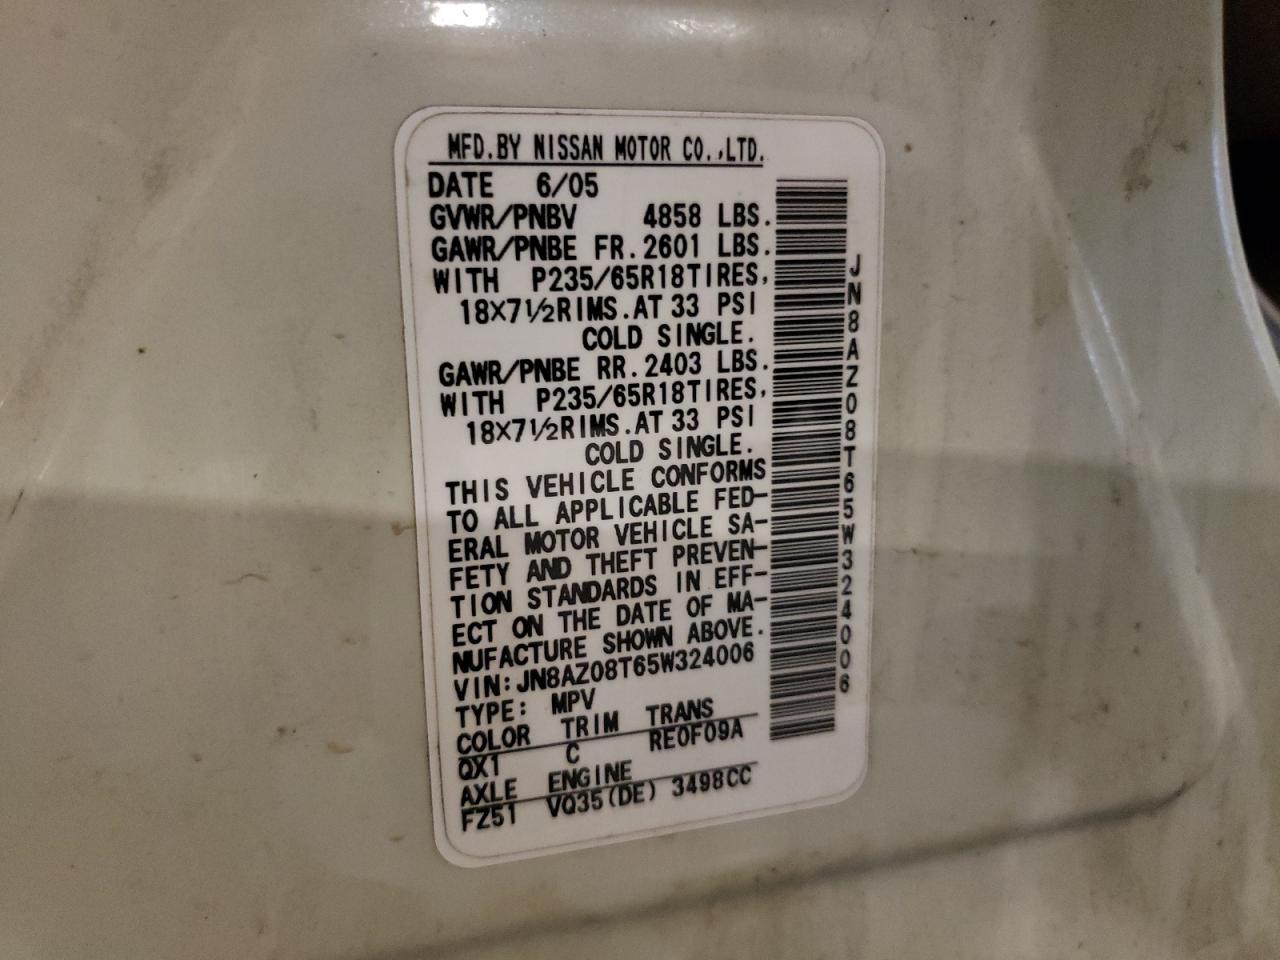 MFD.BY NISSAN MOTOR CO.,LTD.
DATE 6/05
GVWR/PNBV 4858 LBS.
GAWR/PNBE FR.2601 LBS.
WITH P235/65R18TIRES,
18X7½RIMS.AT 33 PSI
COLD SINGLE.
GAWR/PNBE RR.2403 LBS.
WITH P235/65R18TIRES,
18X7½RIMS.AT 33 PSI
COLD SINGLE.
THIS VEHICLE CONFORMS
TO ALL APPLICABLE FED-
ERAL MOTOR VEHICLE SA-
FETY AND THEFT PREVEN-
TION STANDARDS IN EFF-
ECT ON THE DATE OF MA-
NUFACTURE SHOWN ABOVE.
VIN:JN8AZ08T65W324006
TYPE: MPV
COLOR TRIM TRANS
QX1 C RE0F09A
AXLE ENGINE
FZ51 VQ35(DE) 3498CC
JN8AZ08T65W324006